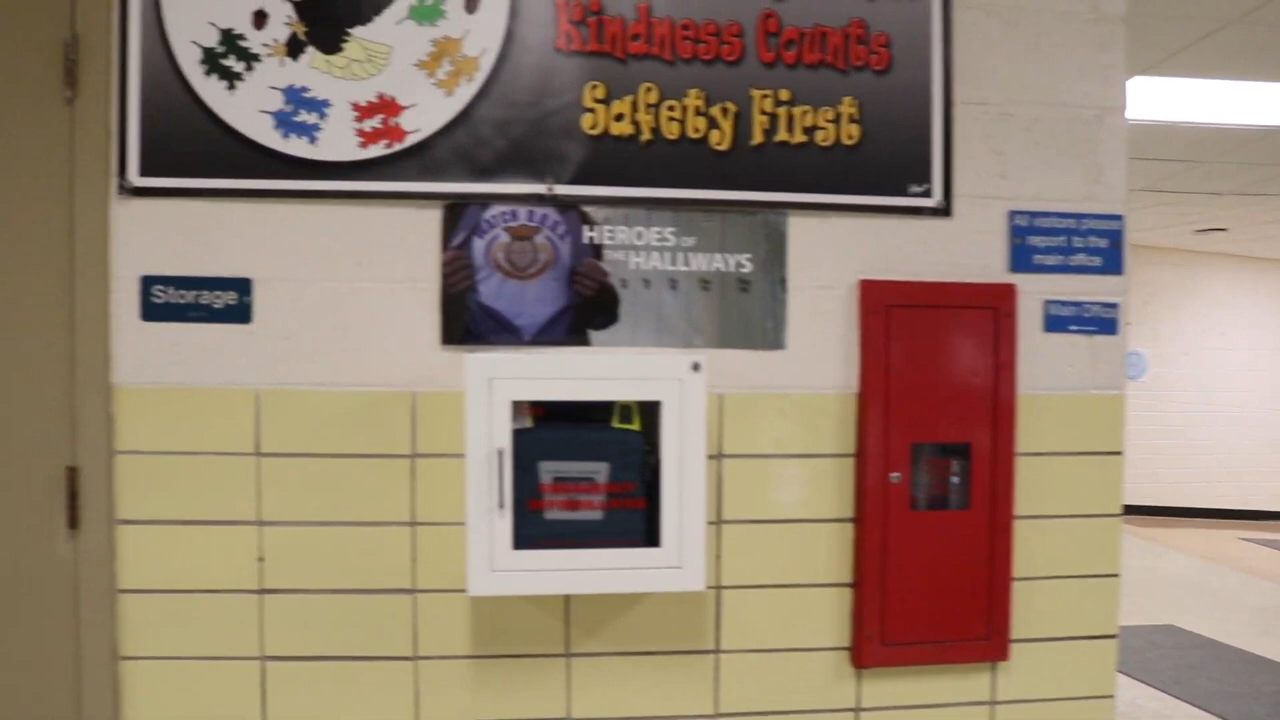 Kindness Counts
Safety First
HEROES OF
THE HALLWAYS
Storage
All visitors please
report to the
main office
Main Office